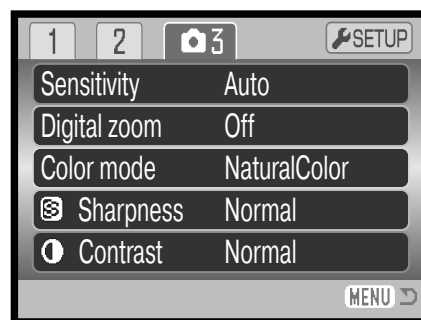 1 2 3 SETUP
Sensitivity Auto
Digital zoom Off
Color mode NaturalColor
Sharpness Normal
Contrast Normal
MENU